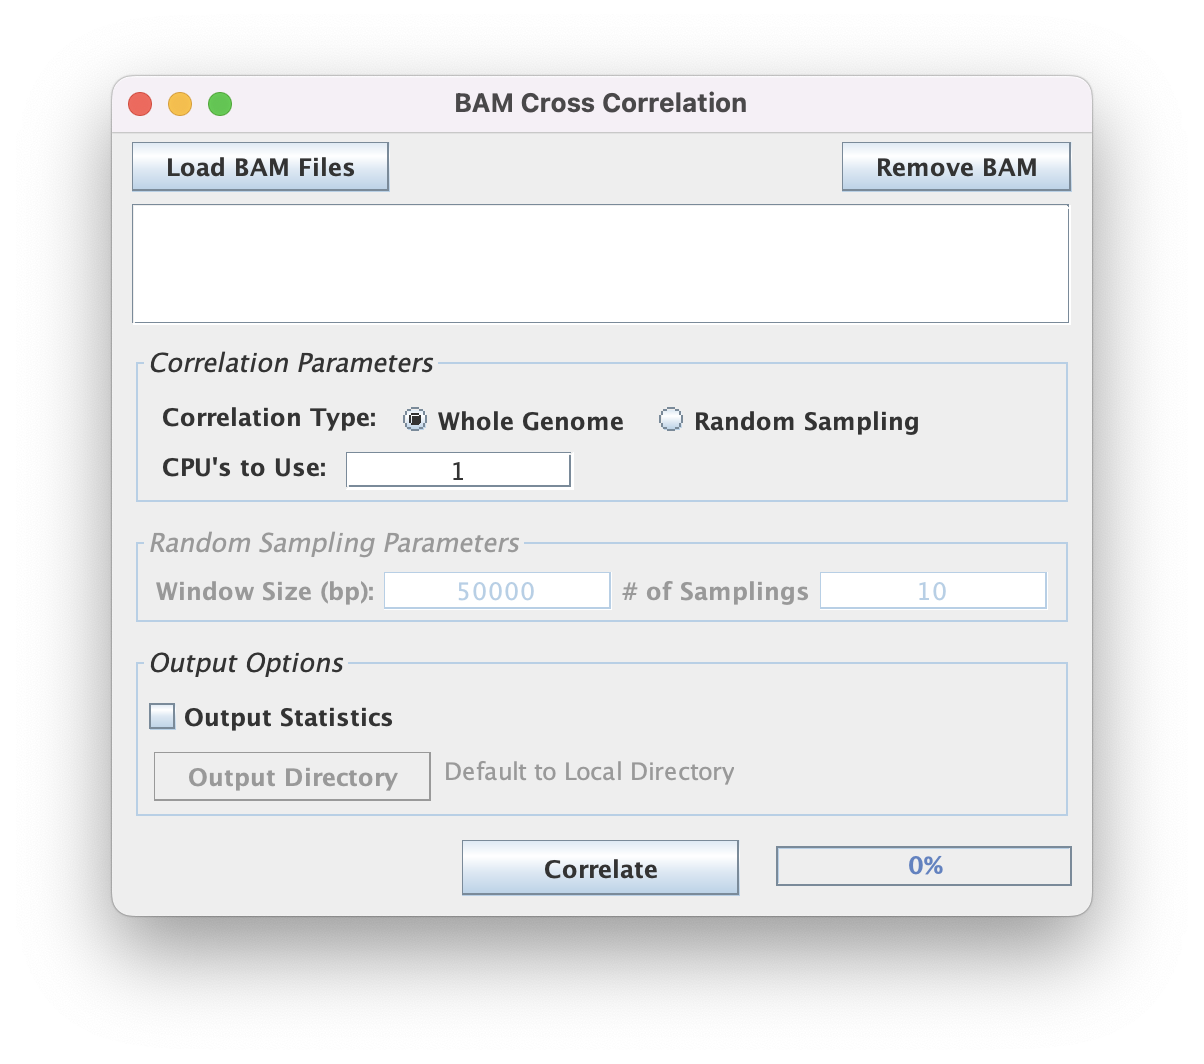 BAM Cross Correlation
Load BAM Files Remove BAM
Correlation Parameters
Correlation Type: Whole Genome Random Sampling
CPU's to Use: 1
Random Sampling Parameters
Window Size (bp): 50000 # of Samplings 10
Output Options
Output Statistics
Output Directory Default to Local Directory
Correlate 0%